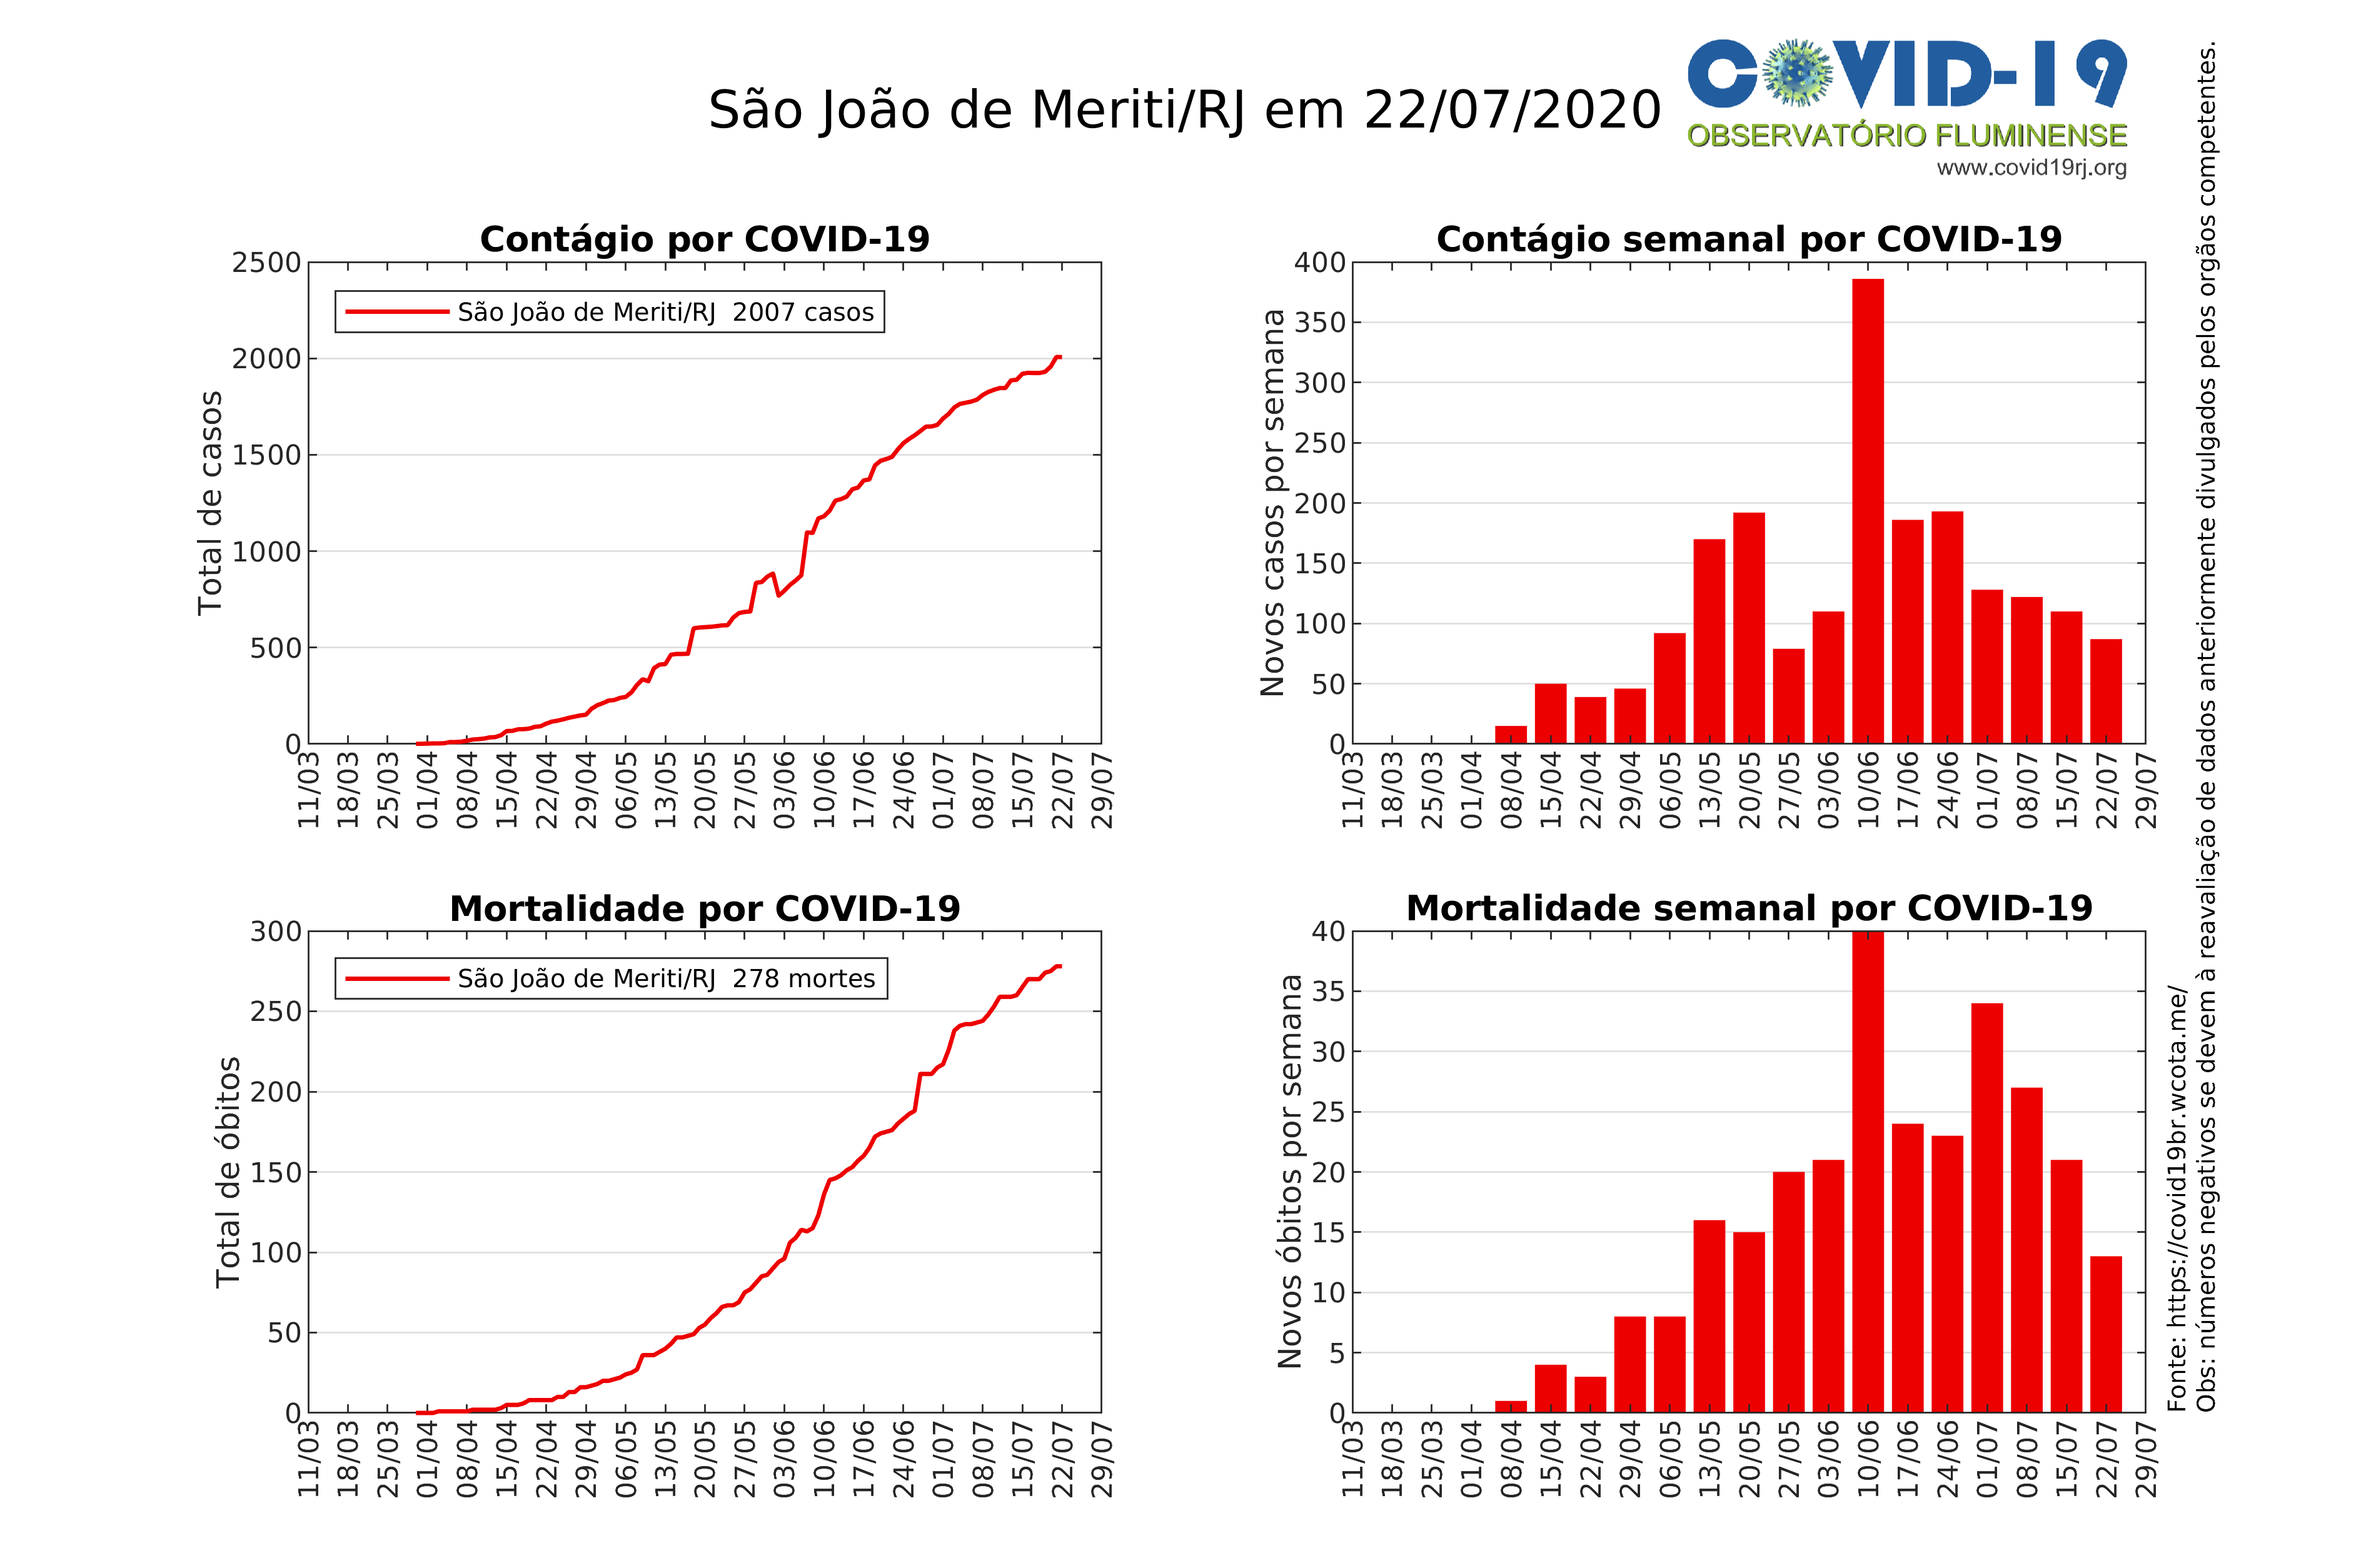 São João de Meriti/RJ em 22/07/2020
COVID-19
OBSERVATÓRIO FLUMINENSE
www.covid19rj.org
Contágio por COVID-19
Total de casos
2500
2000
1500
1000
500
0
São João de Meriti/RJ 2007 casos
11/03 18/03 25/03 01/04 08/04 15/04 22/04 29/04 06/05 13/05 20/05 27/05 03/06 10/06 17/06 24/06 01/07 08/07 15/07 22/07 29/07
Contágio semanal por COVID-19
Novos casos por semana
400
350
300
250
200
150
100
50
0
11/03 18/03 25/03 01/04 08/04 15/04 22/04 29/04 06/05 13/05 20/05 27/05 03/06 10/06 17/06 24/06 01/07 08/07 15/07 22/07 29/07
Mortalidade por COVID-19
Total de óbitos
300
250
200
150
100
50
0
São João de Meriti/RJ 278 mortes
11/03 18/03 25/03 01/04 08/04 15/04 22/04 29/04 06/05 13/05 20/05 27/05 03/06 10/06 17/06 24/06 01/07 08/07 15/07 22/07 29/07
Mortalidade semanal por COVID-19
Novos óbitos por semana
40
35
30
25
20
15
10
5
0
11/03 18/03 25/03 01/04 08/04 15/04 22/04 29/04 06/05 13/05 20/05 27/05 03/06 10/06 17/06 24/06 01/07 08/07 15/07 22/07 29/07
Fonte: https://covid19br.wcota.me/
Obs: números negativos se devem à reavaliação de dados anteriormente divulgados pelos orgãos competentes.